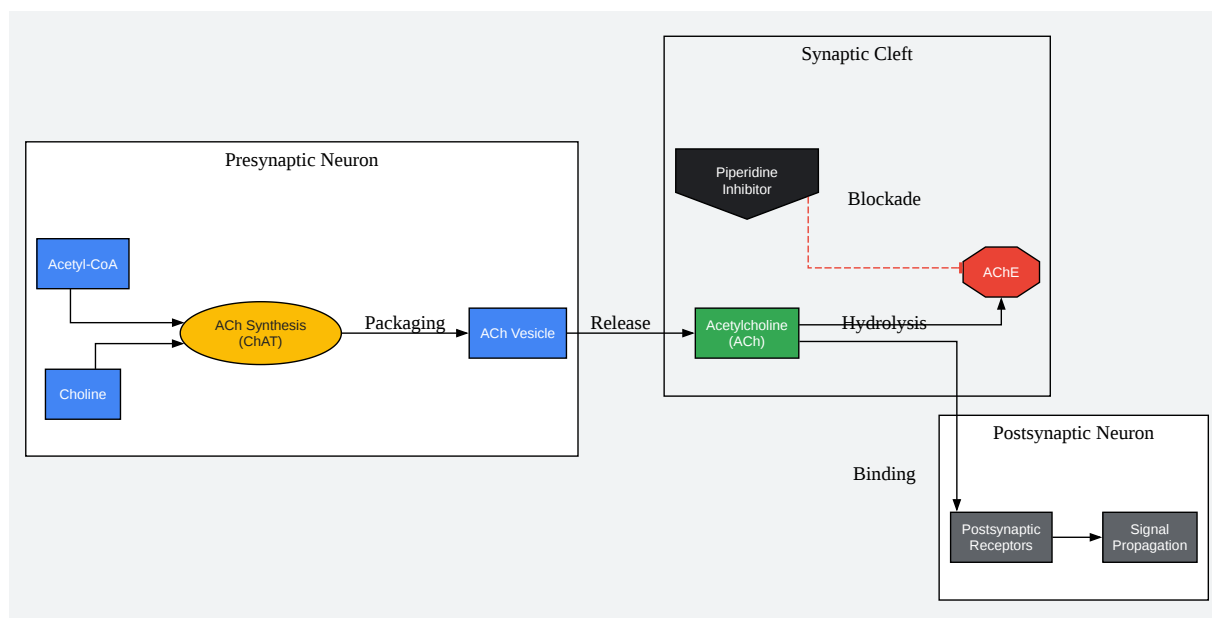 Synaptic Cleft
Piperidine
Inhibitor
Blockade
AChE
Presynaptic Neuron
Acetyl-CoA
ACh Synthesis
(ChAT)
Choline
Packaging
ACh Vesicle
Release
Acetylcholine
(ACh)
Hydrolysis
Postsynaptic Neuron
Binding
Postsynaptic
Receptors
Signal
Propagation